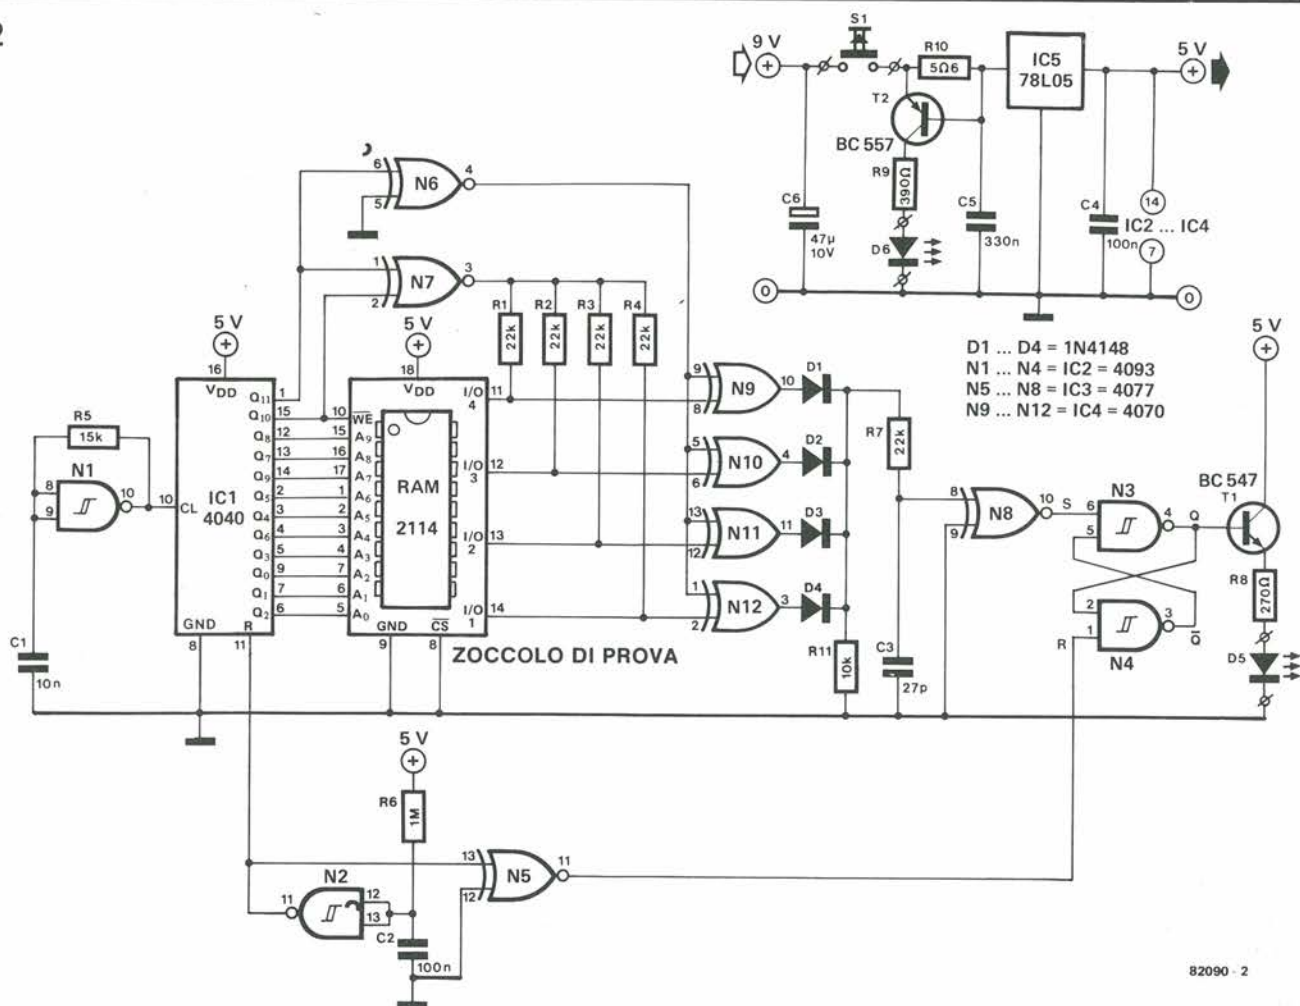 2
S1
9 V
+
R10
5Ω6
IC5
78L05
5 V
+
T2
BC 557
R9
390Ω
C6
47µ
10V
D6
C5
330n
C4
100n
14
IC2 ... IC4
7
0
0
D1 ... D4 = 1N4148
N1 ... N4 = IC2 = 4093
N5 ... N8 = IC3 = 4077
N9 ... N12 = IC4 = 4070
6
5
N6
4
1
2
N7
3
R1
22k
R2
22k
R3
22k
R4
22k
5 V
+
16
VDD
5 V
+
18
VDD
R5
15k
N1
8
9
10
10
CL
IC1
4040
Q11 1
Q10 15 10 WE
Q8 12 15 A9
Q7 13 16 A8
Q9 14 17 A7
Q5 2 1 A6
Q4 3 2 A5
Q6 4 3 A4
Q3 5 4 A3
Q0 9 7 A2
Q1 7 6 A1
Q2 6 5 A0
RAM
2114
I/O 4 11
I/O 3 12
I/O 2 13
I/O 1 14
GND
8
R
11
GND
9
CS
8
ZOCCOLO DI PROVA
C1
10n
9
8
N9
10
D1
5
6
N10
4
D2
13
12
N11
11
D3
1
2
N12
3
D4
R7
22k
R11
10k
C3
27p
8
9
N8
10
S
6
5
N3
4
Q
2
1
R
N4
3
Q̅
5 V
+
BC 547
T1
R8
270Ω
D5
5 V
+
R6
1M
N2
11
12
13
C2
100n
13
12
N5
11
82090 - 2